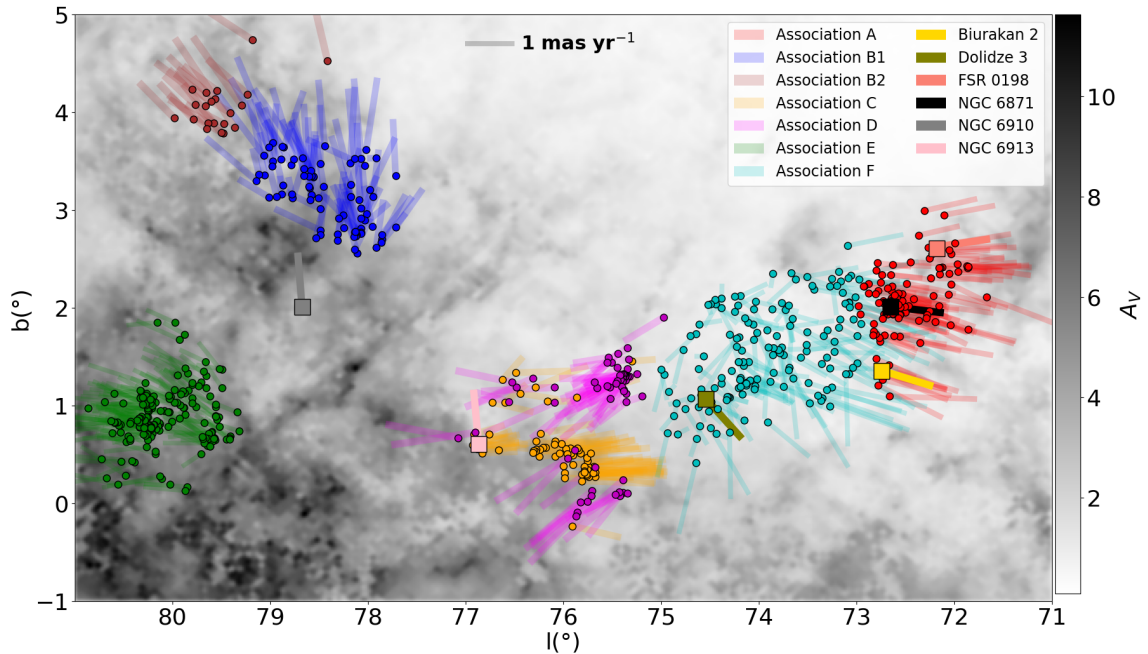 1 mas yr⁻¹
Association A
Association B1
Association B2
Association C
Association D
Association E
Association F
Biurakan 2
Dolidze 3
FSR 0198
NGC 6871
NGC 6910
NGC 6913
5
4
3
2
1
0
−1
b(°)
80
79
78
77
76
75
74
73
72
71
l(°)
10
8
6
4
2
A_V